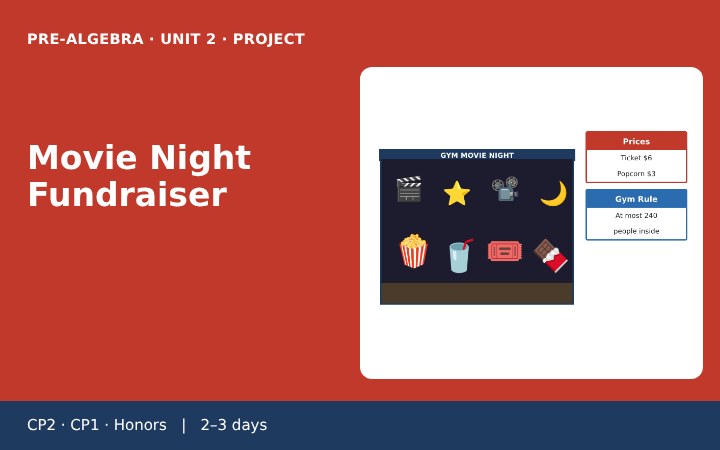 PRE-ALGEBRA · UNIT 2 · PROJECT
Movie Night
Fundraiser
GYM MOVIE NIGHT
Prices
Ticket $6
Popcorn $3
Gym Rule
At most 240
people inside
CP2 · CP1 · Honors | 2–3 days